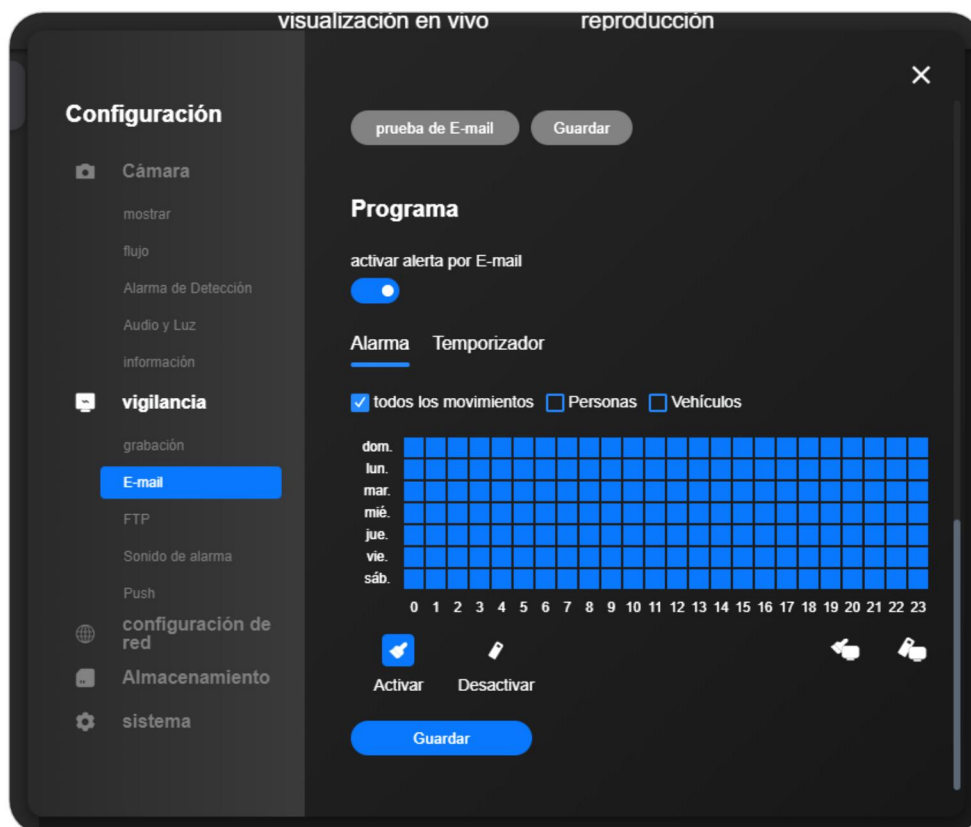 visualización en vivo
reproducción
Configuración
Cámara
mostrar
flujo
Alarma de Detección
Audio y Luz
información
vigilancia
grabación
E-mail
FTP
Sonido de alarma
Push
configuración de
red
Almacenamiento
sistema
prueba de E-mail
Guardar
Programa
activar alerta por E-mail
Alarma Temporizador
todos los movimientos Personas Vehículos
dom.
lun.
mar.
mié.
jue.
vie.
sáb.
0 1 2 3 4 5 6 7 8 9 10 11 12 13 14 15 16 17 18 19 20 21 22 23
Activar Desactivar
Guardar